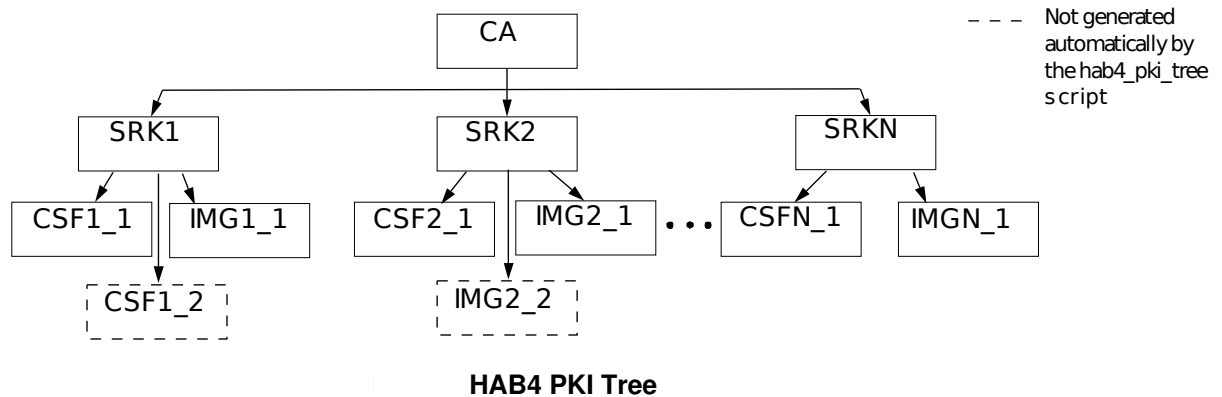 CA
Not generated
automatically by
the hab4_pki_tree
script
SRK1
SRK2
SRKN
CSF1_1
IMG1_1
CSF2_1
IMG2_1
...
CSFN_1
IMGN_1
CSF1_2
IMG2_2
HAB4 PKI Tree